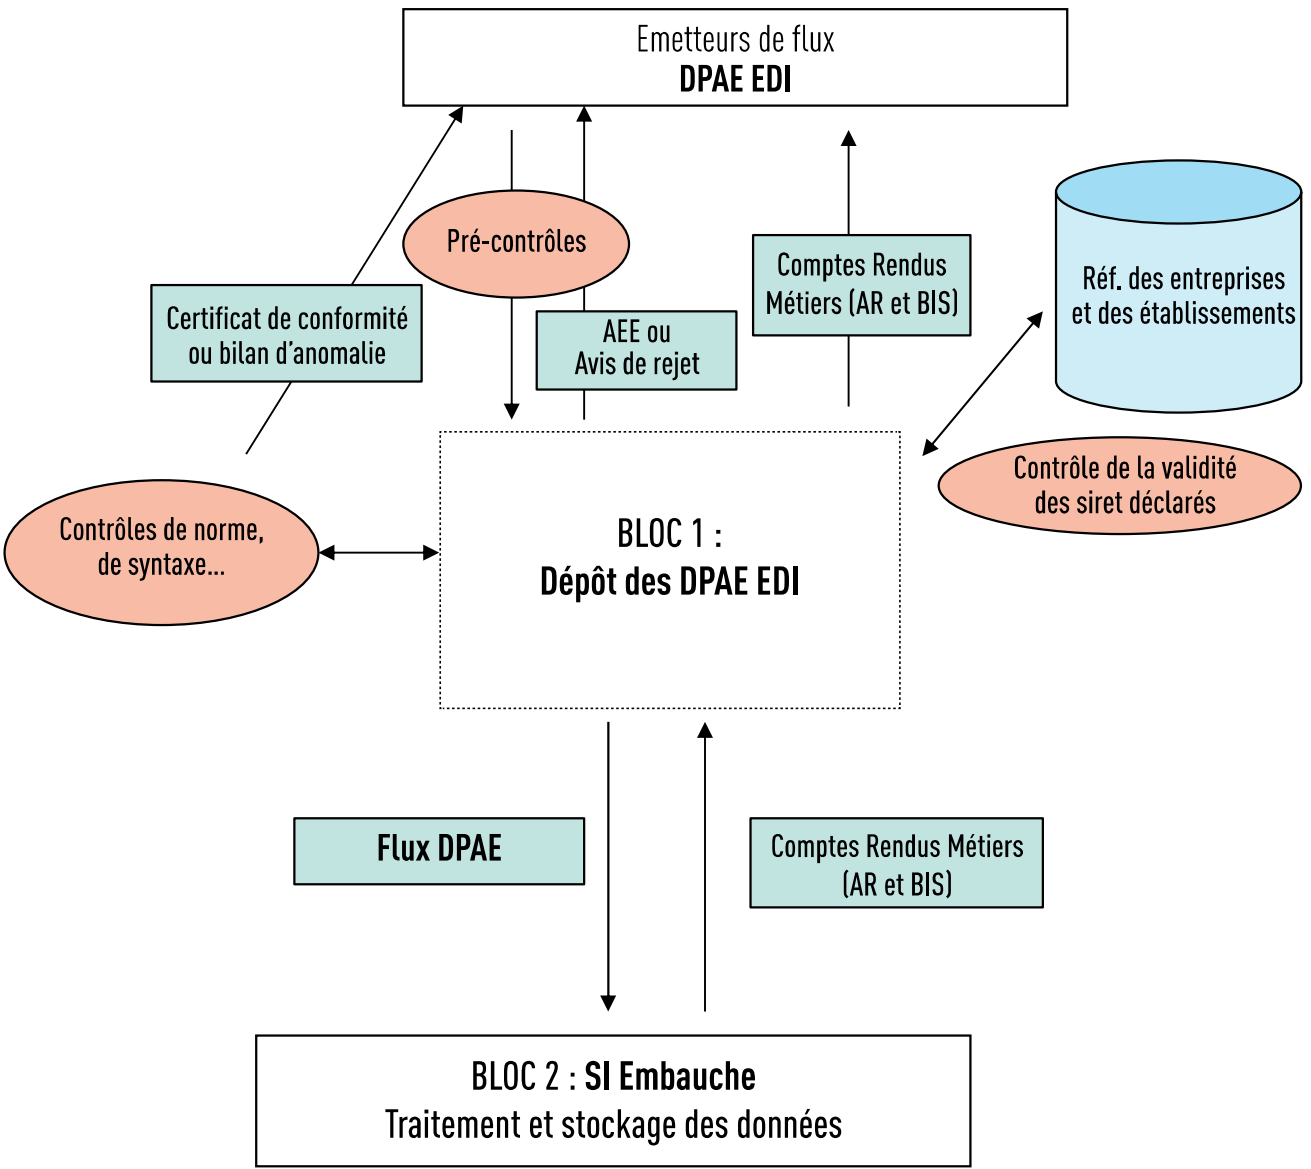 Emetteurs de flux
DPAE EDI
Pré-contrôles
Comptes Rendus
Métiers (AR et BIS)
Réf. des entreprises
et des établissements
Certificat de conformité
ou bilan d'anomalie
AEE ou
Avis de rejet
Contrôle de la validité
des siret déclarés
Contrôles de norme,
de syntaxe...
BLOC 1 :
Dépôt des DPAE EDI
Flux DPAE
Comptes Rendus Métiers
(AR et BIS)
BLOC 2 : SI Embauche
Traitement et stockage des données